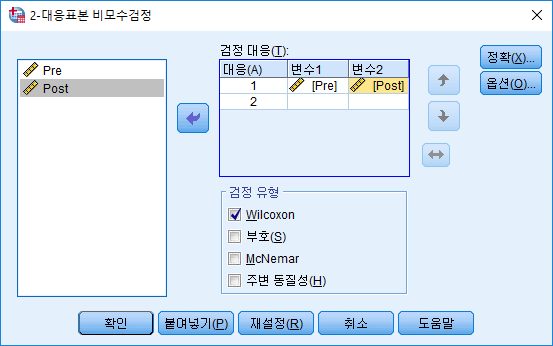 2-대응표본 비모수검정
검정 대응(T):
Pre
Post
대응(A) 변수1 변수2
1 [Pre] [Post]
2
정확(X)...
옵션(O)...
검정 유형
Wilcoxon
부호(S)
McNemar
주변 동질성(H)
확인 붙여넣기(P) 재설정(R) 취소 도움말